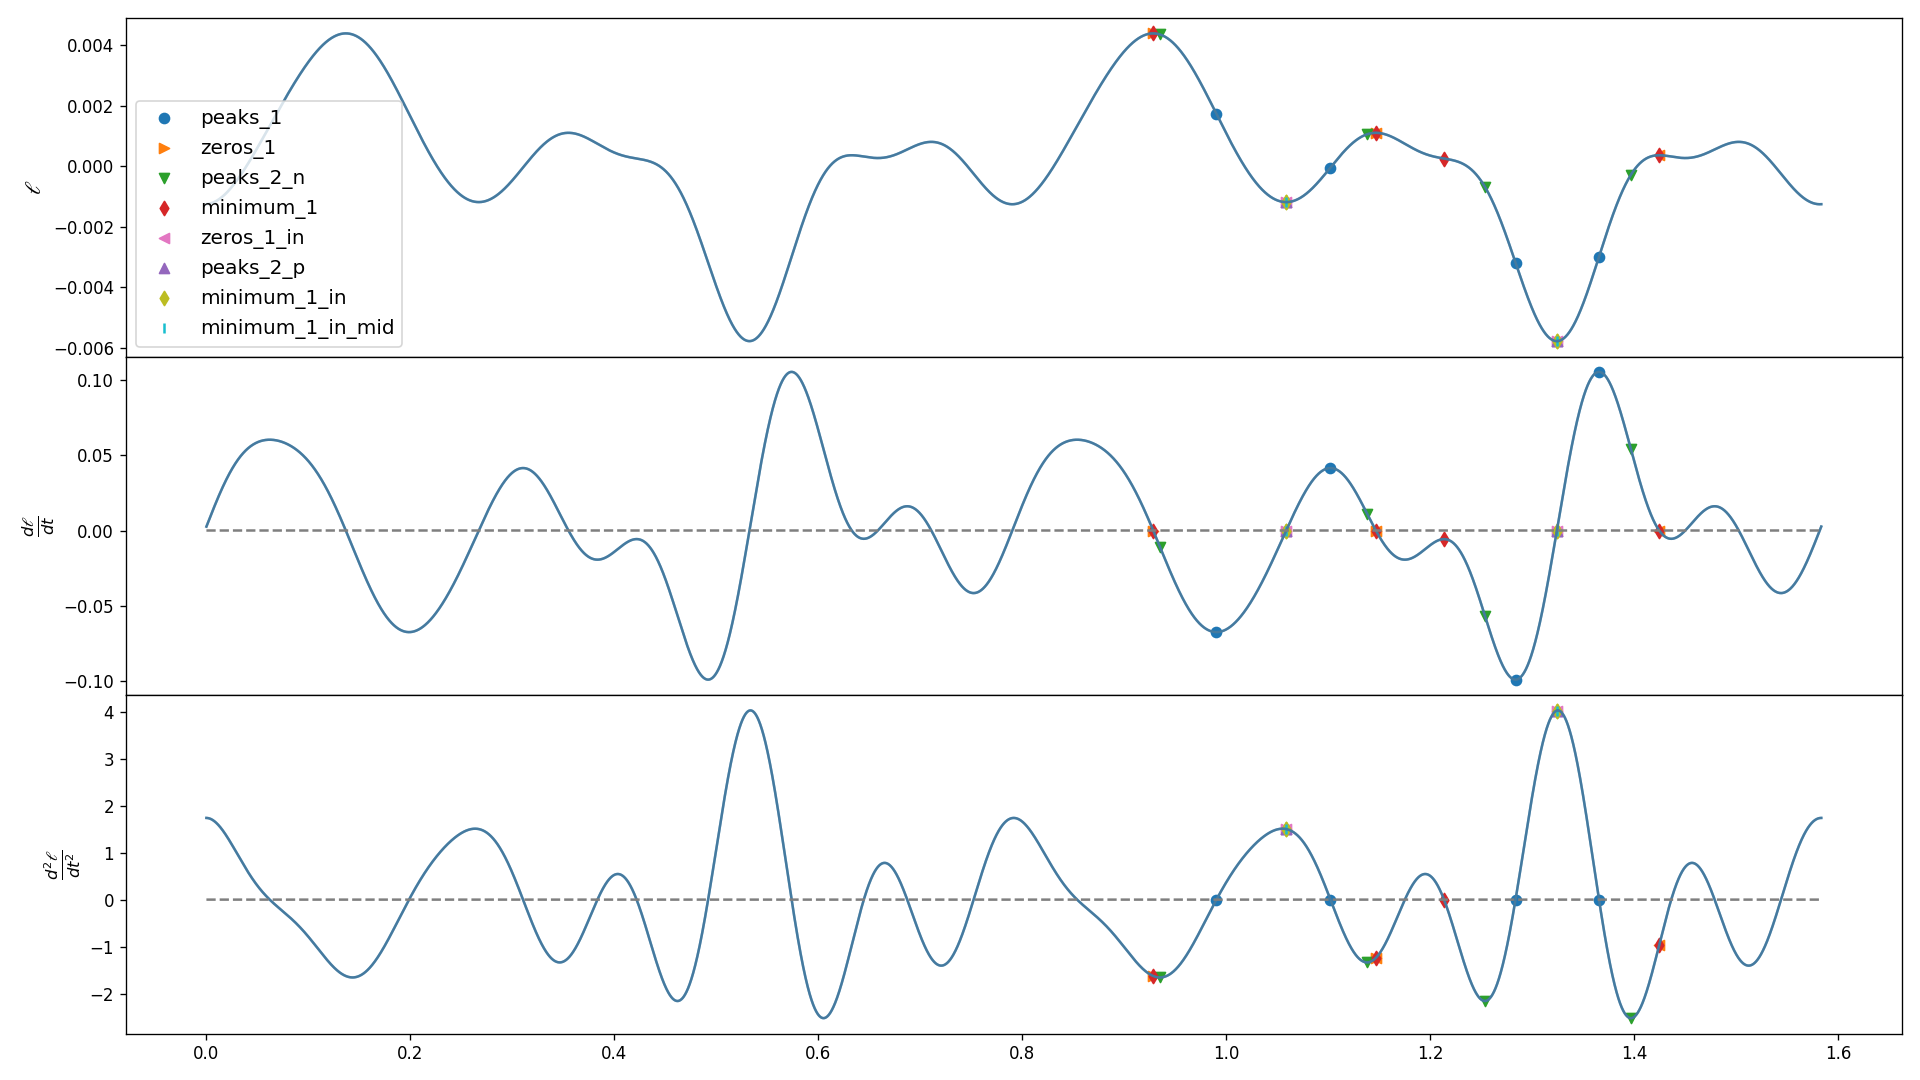 0.004
0.002
0.000
−0.002
−0.004
−0.006
ℓ
peaks_1
zeros_1
peaks_2_n
minimum_1
zeros_1_in
peaks_2_p
minimum_1_in
minimum_1_in_mid
0.10
0.05
0.00
−0.05
−0.10
dℓ
dt
4
3
2
1
0
−1
−2
d²ℓ
dt²
0.0 0.2 0.4 0.6 0.8 1.0 1.2 1.4 1.6